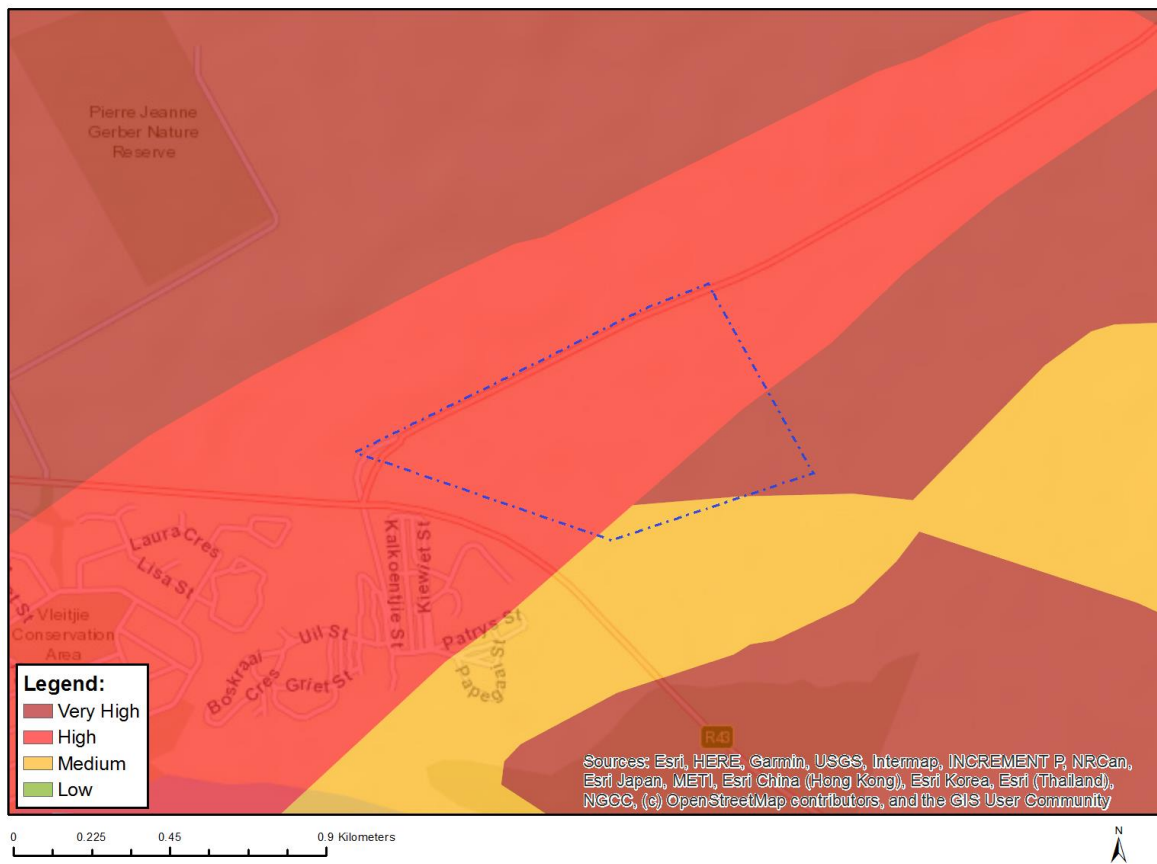 Pierre Jeanne
Gerber Nature
Reserve
Laura Cres
Lisa St
Kalkoentjie St
Kiewiet St
Vleitjie
Conservation
Area
Uil St
Patrys St
Papegaai St
Boskraai
Cres
Griet St
R43
Legend:
Very High
High
Medium
Low
Sources: Esri, HERE, Garmin, USGS, Intermap, INCREMENT P, NRCan,
Esri Japan, METI, Esri China (Hong Kong), Esri Korea, Esri (Thailand),
NGCC, (c) OpenStreetMap contributors, and the GIS User Community
0 0.225 0.45 0.9 Kilometers
N